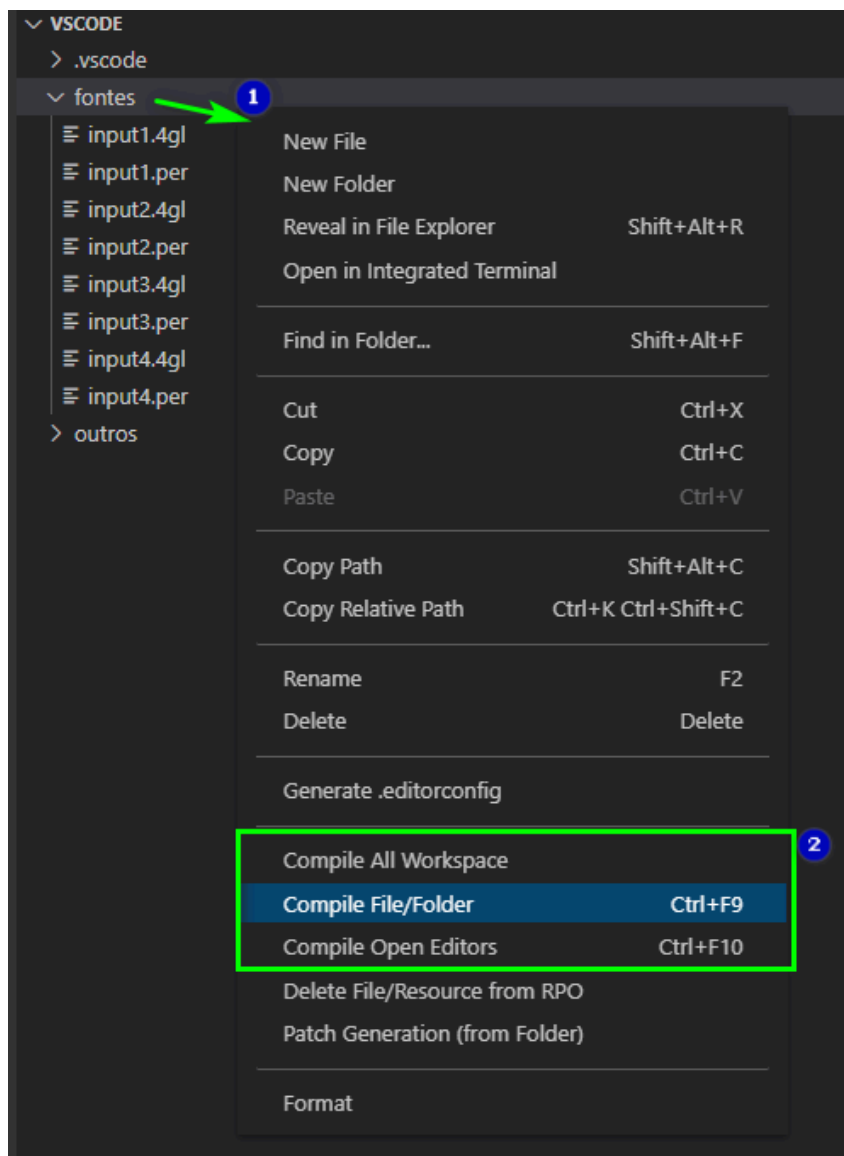 VSCODE
.vscode
fontes 1
input1.4gl
input1.per
input2.4gl
input2.per
input3.4gl
input3.per
input4.4gl
input4.per
outros
New File
New Folder
Reveal in File Explorer Shift+Alt+R
Open in Integrated Terminal
Find in Folder... Shift+Alt+F
Cut Ctrl+X
Copy Ctrl+C
Paste Ctrl+V
Copy Path Shift+Alt+C
Copy Relative Path Ctrl+K Ctrl+Shift+C
Rename F2
Delete Delete
Generate .editorconfig
2
Compile All Workspace
Compile File/Folder Ctrl+F9
Compile Open Editors Ctrl+F10
Delete File/Resource from RPO
Patch Generation (from Folder)
Format